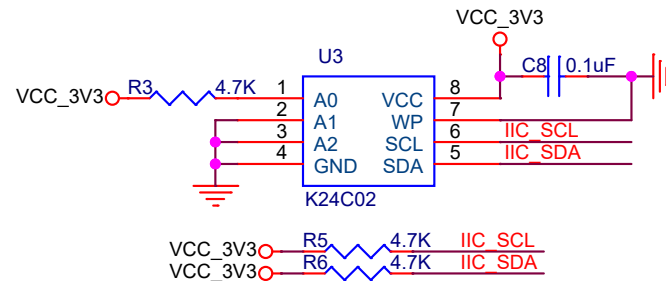 VCC_3V3
U3
C8 0.1uF
R3 4.7K
VCC_3V3
1 A0 VCC 8
2 A1 WP 7
3 A2 SCL 6 IIC_SCL
4 GND SDA 5 IIC_SDA
K24C02
VCC_3V3 R5 4.7K IIC_SCL
VCC_3V3 R6 4.7K IIC_SDA